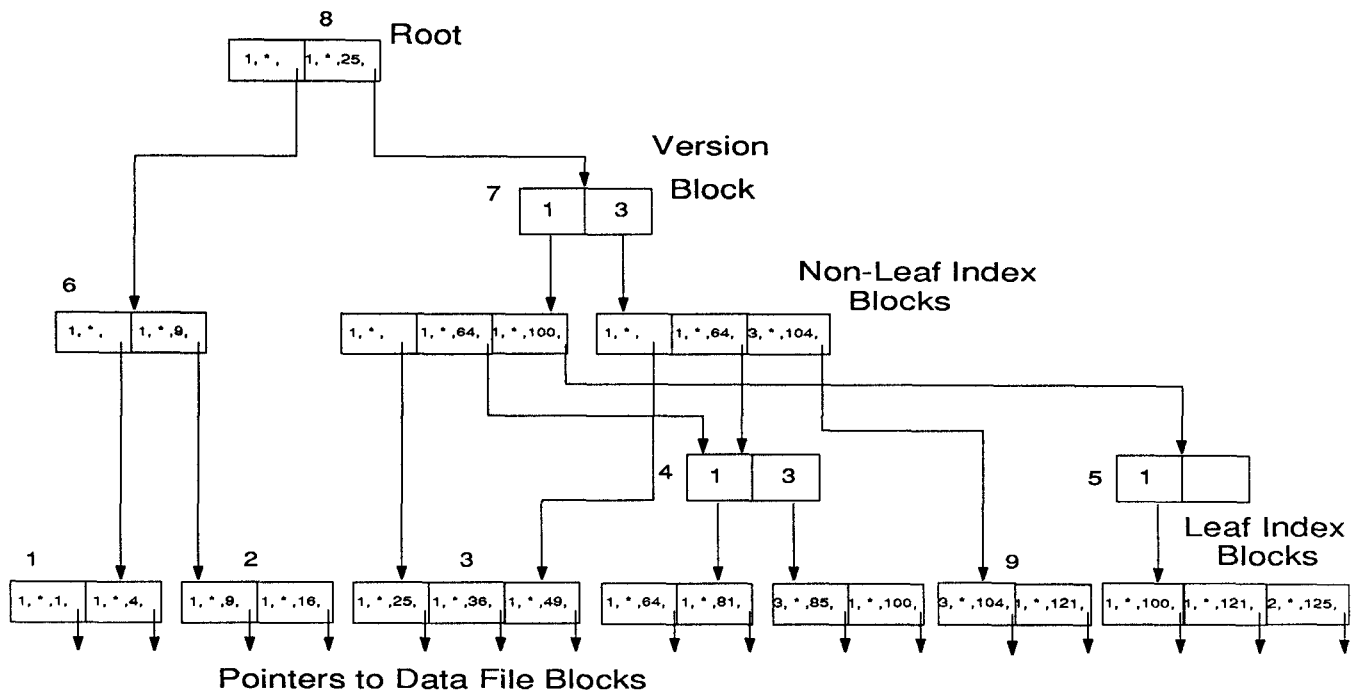 8
Root
1, *, 1, *,25,
Version
Block
7
1 3
6
Non-Leaf Index
Blocks
1, *, 1, *,9,
1, *, 1, *,64, 1, *,100,
1, *, 1, *,64, 3, *,104,
4
1 3
5
1
Leaf Index
Blocks
1
2
3
9
1, *,1, 1, *,4,
1, *,9, 1, *,16,
1, *,25, 1, *,36, 1, *,49,
1, *,64, 1, *,81,
3, *,85, 1, *,100,
3, *,104, 1, *,121,
1, *,100, 1, *,121, 2, *,125,
Pointers to Data File Blocks